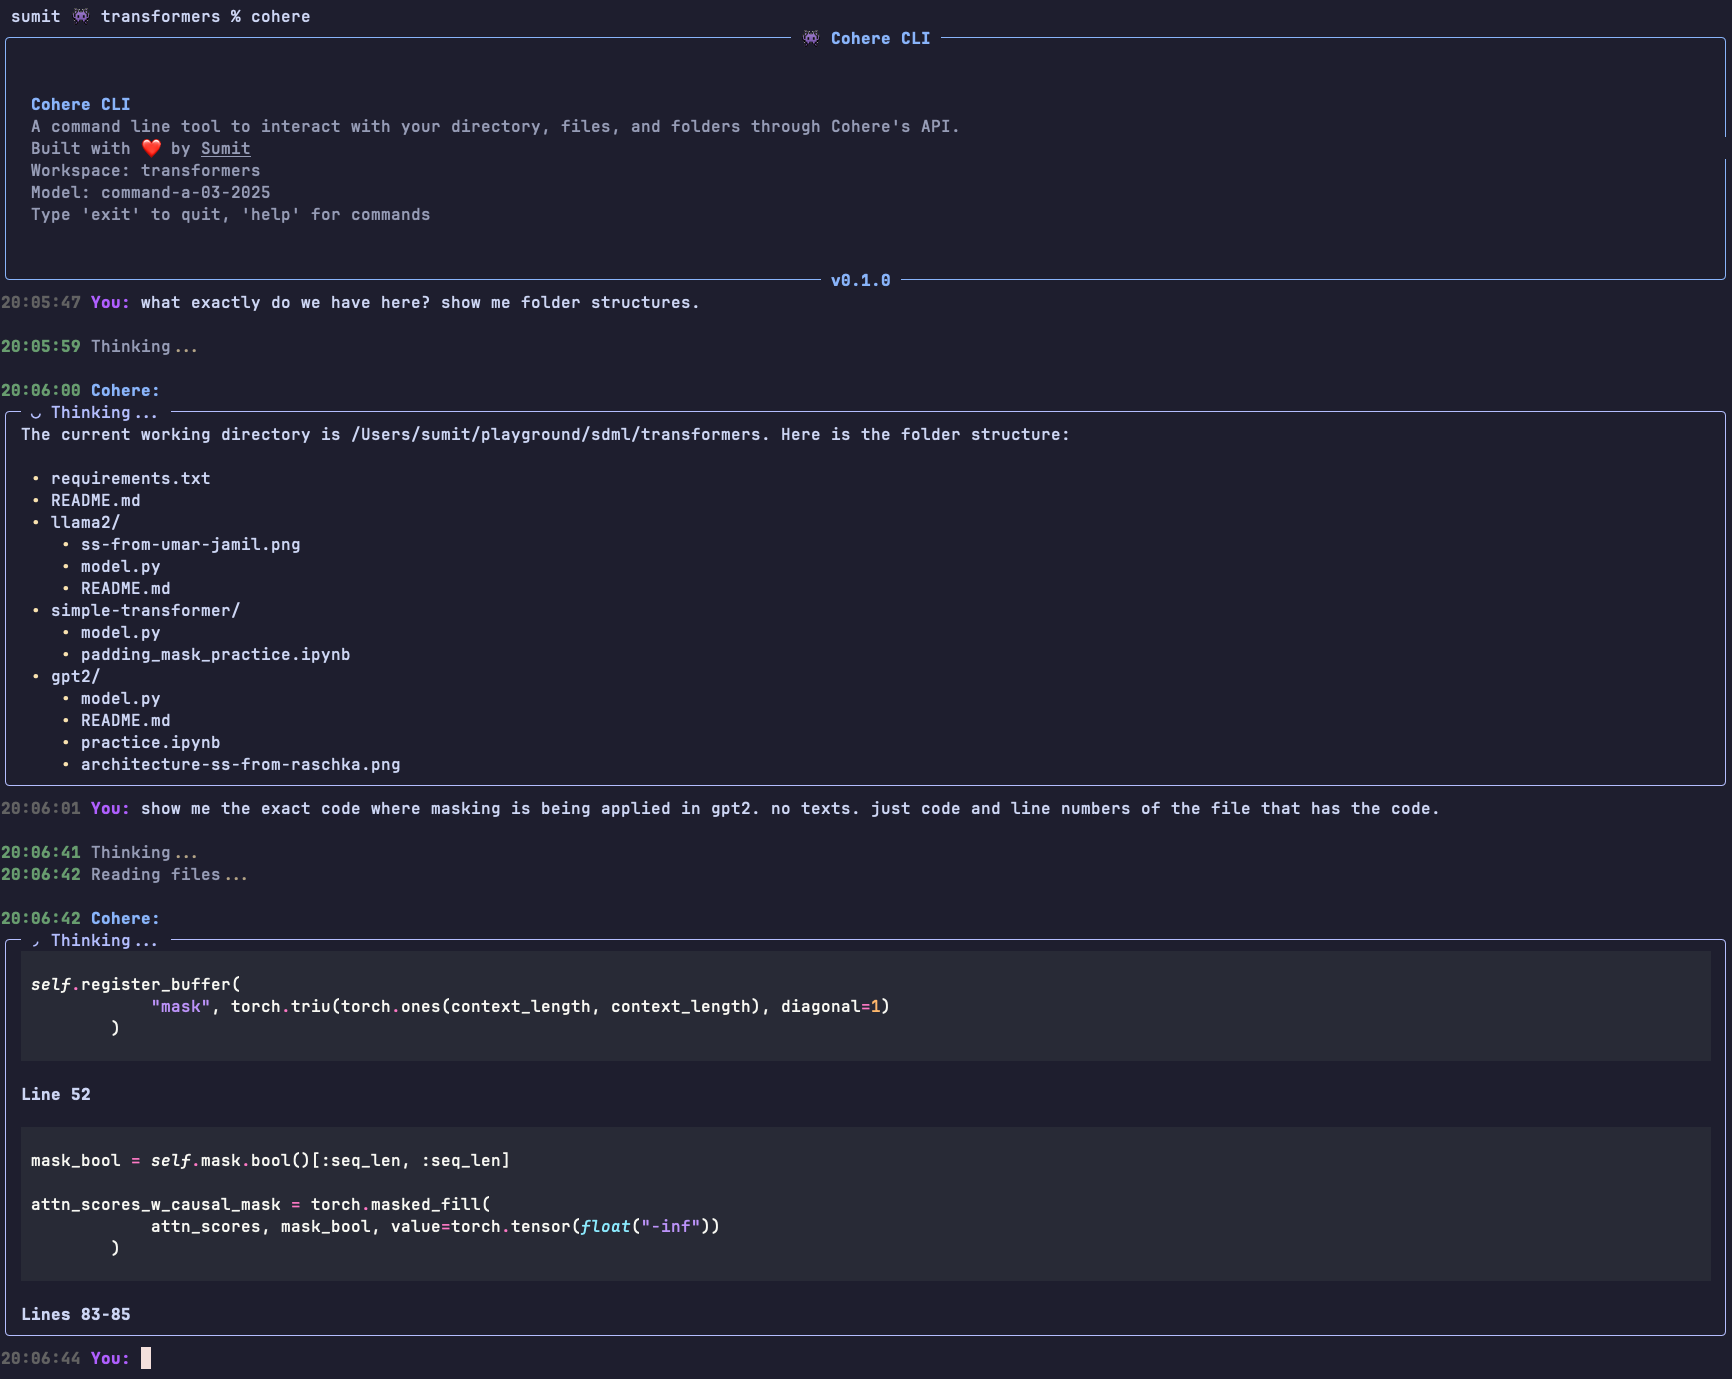 sumit 👾 transformers % cohere
👾 Cohere CLI
Cohere CLI
A command line tool to interact with your directory, files, and folders through Cohere's API.
Built with ❤️ by Sumit
Workspace: transformers
Model: command-a-03-2025
Type 'exit' to quit, 'help' for commands
v0.1.0
20:05:47 You: what exactly do we have here? show me folder structures.
20:05:59 Thinking...
20:06:00 Cohere:
Thinking...
The current working directory is /Users/sumit/playground/sdml/transformers. Here is the folder structure:
• requirements.txt
• README.md
• llama2/
• ss-from-umar-jamil.png
• model.py
• README.md
• simple-transformer/
• model.py
• padding_mask_practice.ipynb
• gpt2/
• model.py
• README.md
• practice.ipynb
• architecture-ss-from-raschka.png
20:06:01 You: show me the exact code where masking is being applied in gpt2. no texts. just code and line numbers of the file that has the code.
20:06:41 Thinking...
20:06:42 Reading files...
20:06:42 Cohere:
Thinking...
self.register_buffer(
"mask", torch.triu(torch.ones(context_length, context_length), diagonal=1)
)
Line 52
mask_bool = self.mask.bool()[:seq_len, :seq_len]
attn_scores_w_causal_mask = torch.masked_fill(
attn_scores, mask_bool, value=torch.tensor(float("-inf"))
)
Lines 83-85
20:06:44 You: